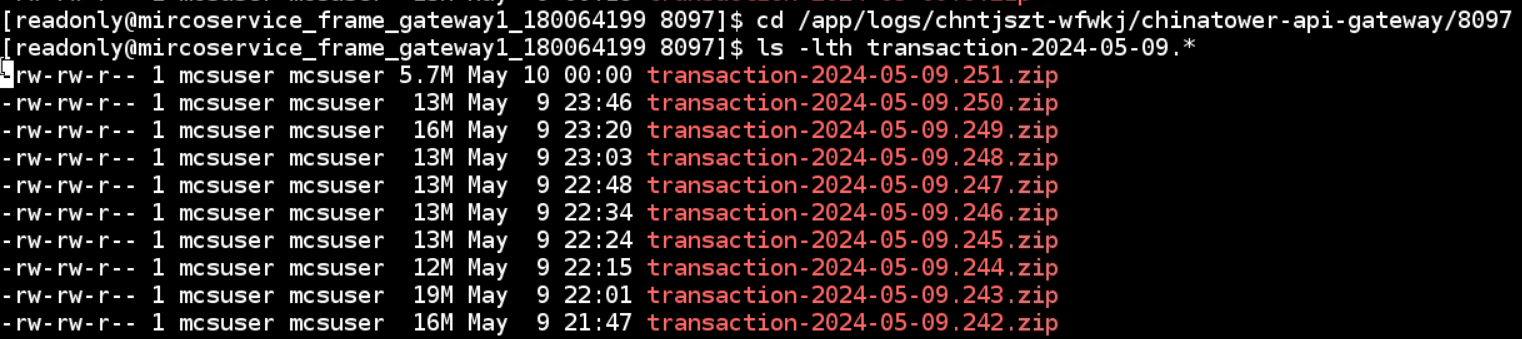 [readonly@mircoservice_frame_gateway1_180064199 8097]$ cd /app/logs/chntjszt-wfwkj/chinatower-api-gateway/8097
[readonly@mircoservice_frame_gateway1_180064199 8097]$ ls -lth transaction-2024-05-09.*
-rw-rw-r-- 1 mcsuser mcsuser 5.7M May 10 00:00 transaction-2024-05-09.251.zip
-rw-rw-r-- 1 mcsuser mcsuser  13M May  9 23:46 transaction-2024-05-09.250.zip
-rw-rw-r-- 1 mcsuser mcsuser  16M May  9 23:20 transaction-2024-05-09.249.zip
-rw-rw-r-- 1 mcsuser mcsuser  13M May  9 23:03 transaction-2024-05-09.248.zip
-rw-rw-r-- 1 mcsuser mcsuser  13M May  9 22:48 transaction-2024-05-09.247.zip
-rw-rw-r-- 1 mcsuser mcsuser  13M May  9 22:34 transaction-2024-05-09.246.zip
-rw-rw-r-- 1 mcsuser mcsuser  13M May  9 22:24 transaction-2024-05-09.245.zip
-rw-rw-r-- 1 mcsuser mcsuser  12M May  9 22:15 transaction-2024-05-09.244.zip
-rw-rw-r-- 1 mcsuser mcsuser  19M May  9 22:01 transaction-2024-05-09.243.zip
-rw-rw-r-- 1 mcsuser mcsuser  16M May  9 21:47 transaction-2024-05-09.242.zip